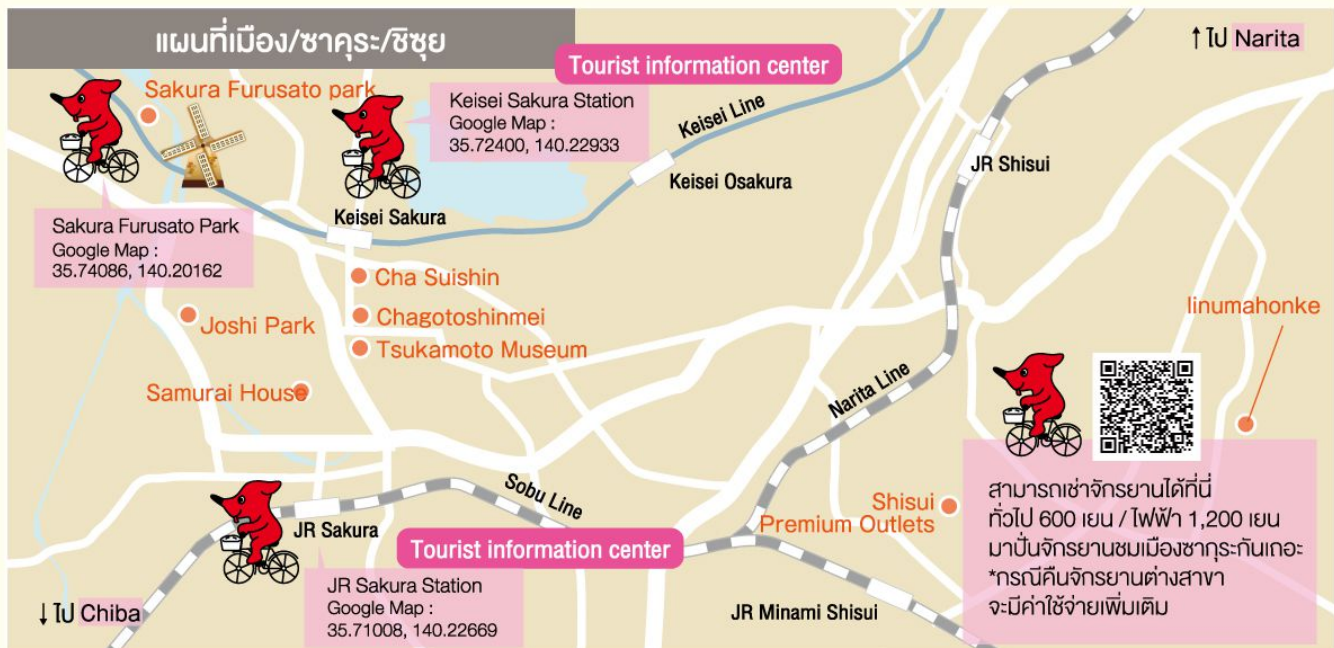 แผนที่เมือง/ซาคุระ/ชิซุย
↑ ไป Narita
Tourist information center
Sakura Furusato park
Keisei Sakura Station
Google Map :
35.72400, 140.22933
Keisei Line
JR Shisui
Keisei Osakura
Keisei Sakura
Sakura Furusato Park
Google Map :
35.74086, 140.20162
Cha Suishin
Chagotoshinmei
Joshi Park
Tsukamoto Museum
Iinumahonke
Samurai House
Narita Line
Sobu Line
Shisui
Premium Outlets
JR Sakura
Tourist information center
JR Sakura Station
Google Map :
35.71008, 140.22669
↓ ไป Chiba
JR Minami Shisui
สามารถเช่าจักรยานได้ที่นี่
ทั่วไป 600 เยน / ไฟฟ้า 1,200 เยน
มาปั่นจักรยานชมเมืองซากุระกันเถอะ
*กรณีคืนจักรยานต่างสาขา
จะมีค่าใช้จ่ายเพิ่มเติม